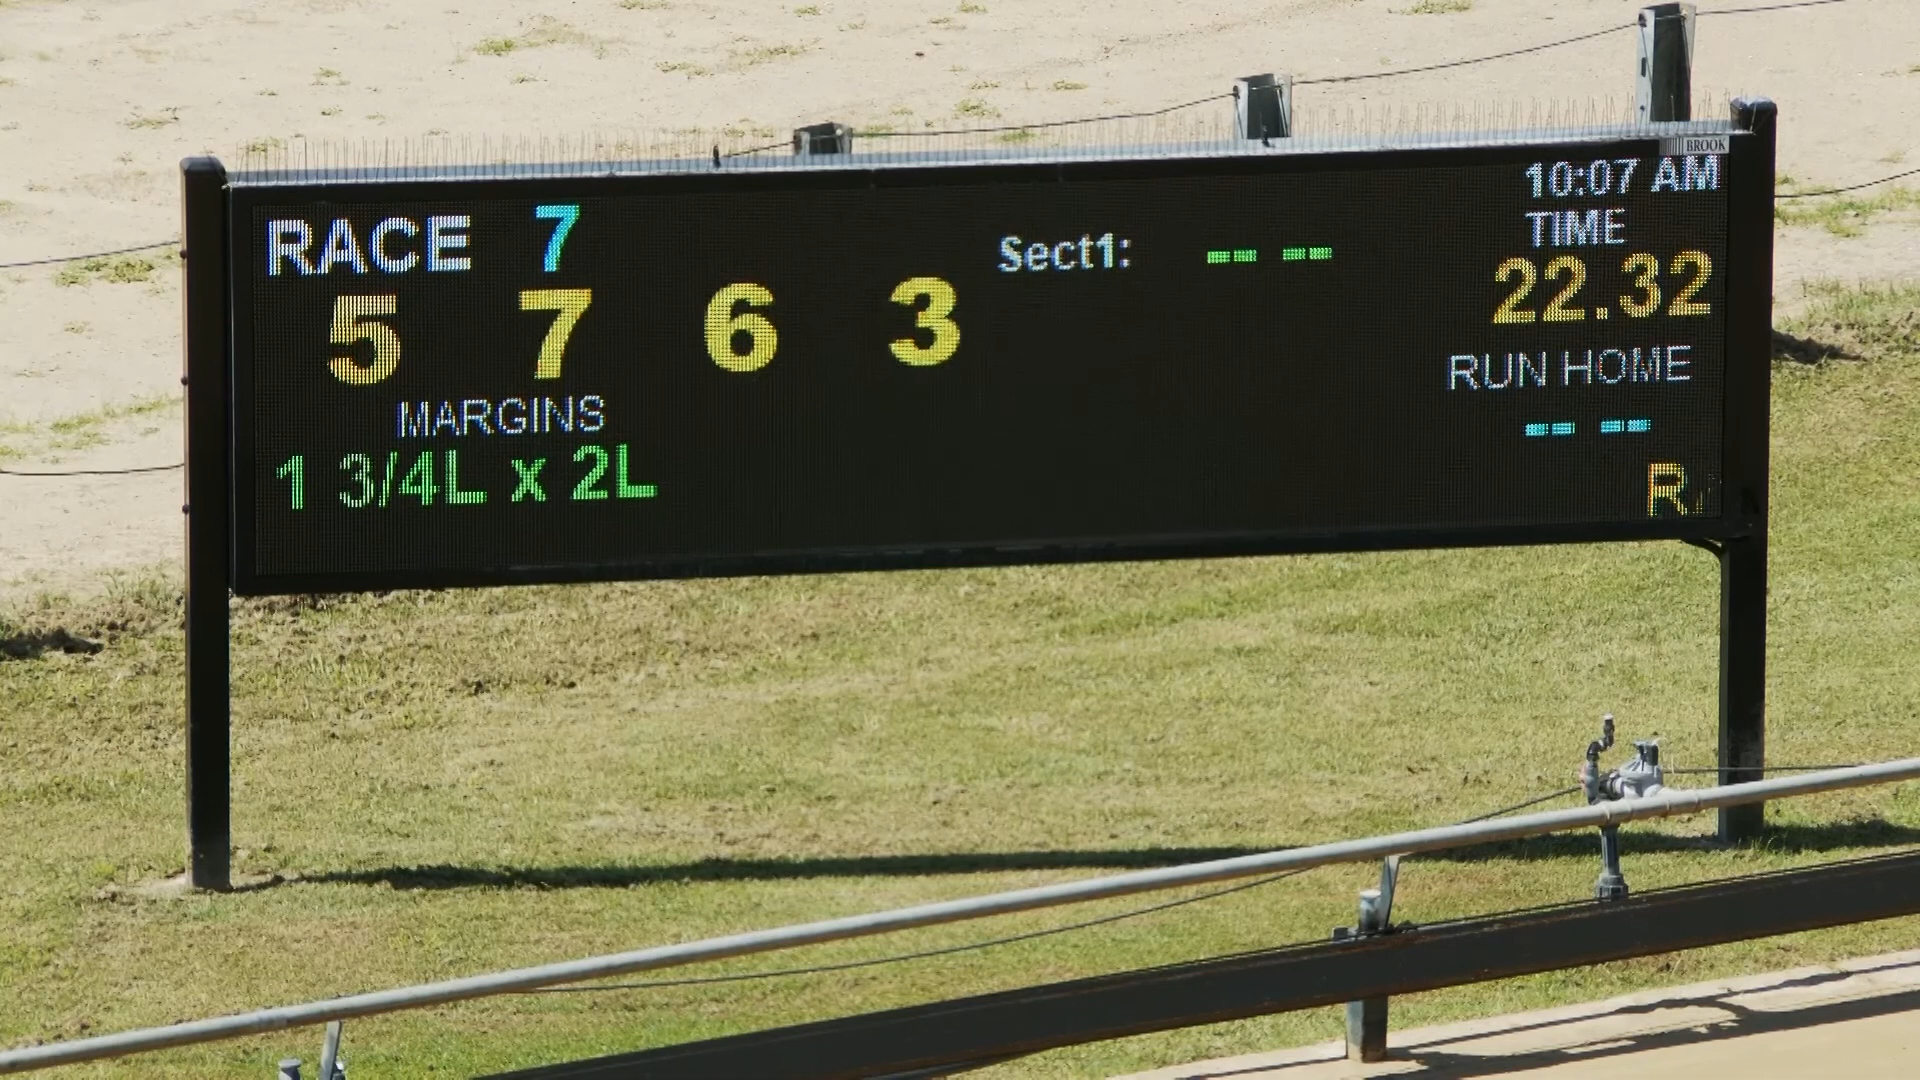 BROOK
10:07 AM
RACE 7
Sect1: -- --
TIME
22.32
5 7 6 3
RUN HOME
-- --
MARGINS
1 3/4L x 2L
R